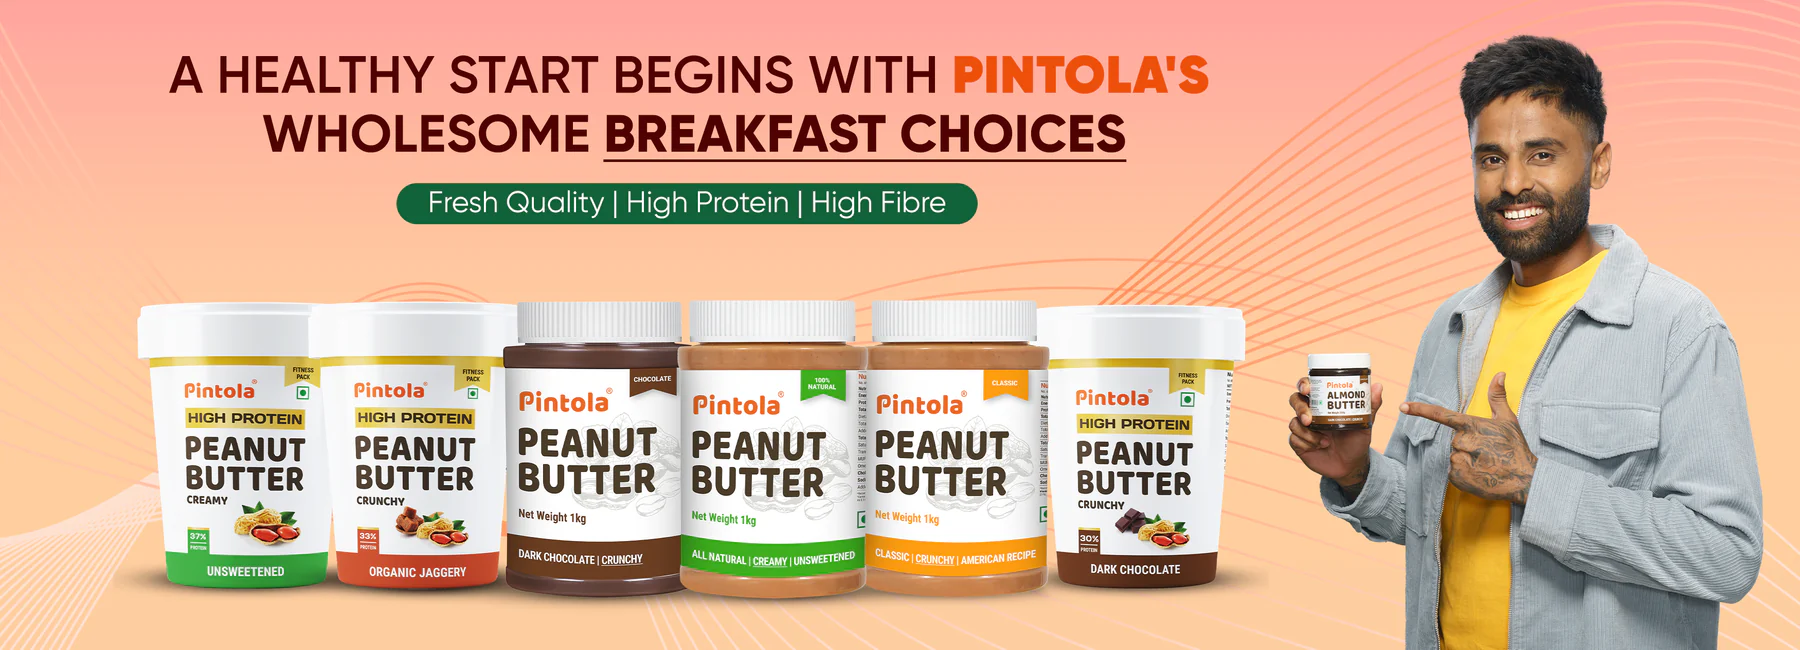 A HEALTHY START BEGINS WITH PINTOLA'S
WHOLESOME BREAKFAST CHOICES
Fresh Quality | High Protein | High Fibre
FITNESS
PACK
Pintola®
HIGH PROTEIN
PEANUT
BUTTER
CREAMY
37%
PROTEIN
UNSWEETENED
FITNESS
PACK
Pintola®
HIGH PROTEIN
PEANUT
BUTTER
CRUNCHY
33%
PROTEIN
ORGANIC JAGGERY
CHOCOLATE
Pintola®
PEANUT
BUTTER
Net Weight 1kg
DARK CHOCOLATE | CRUNCHY
100%
NATURAL
Pintola®
PEANUT
BUTTER
Net Weight 1kg
ALL NATURAL | CREAMY | UNSWEETENED
CLASSIC
Pintola®
PEANUT
BUTTER
Net Weight 1kg
CLASSIC | CRUNCHY | AMERICAN RECIPE
FITNESS
PACK
Pintola®
HIGH PROTEIN
PEANUT
BUTTER
CRUNCHY
30%
PROTEIN
DARK CHOCOLATE
Pintola
ALMOND
BUTTER